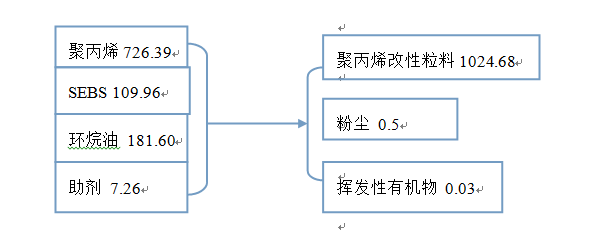 聚丙烯 726.39
SEBS 109.96
环烷油 181.60
助剂 7.26
聚丙烯改性粒料 1024.68
粉尘 0.5
挥发性有机物 0.03